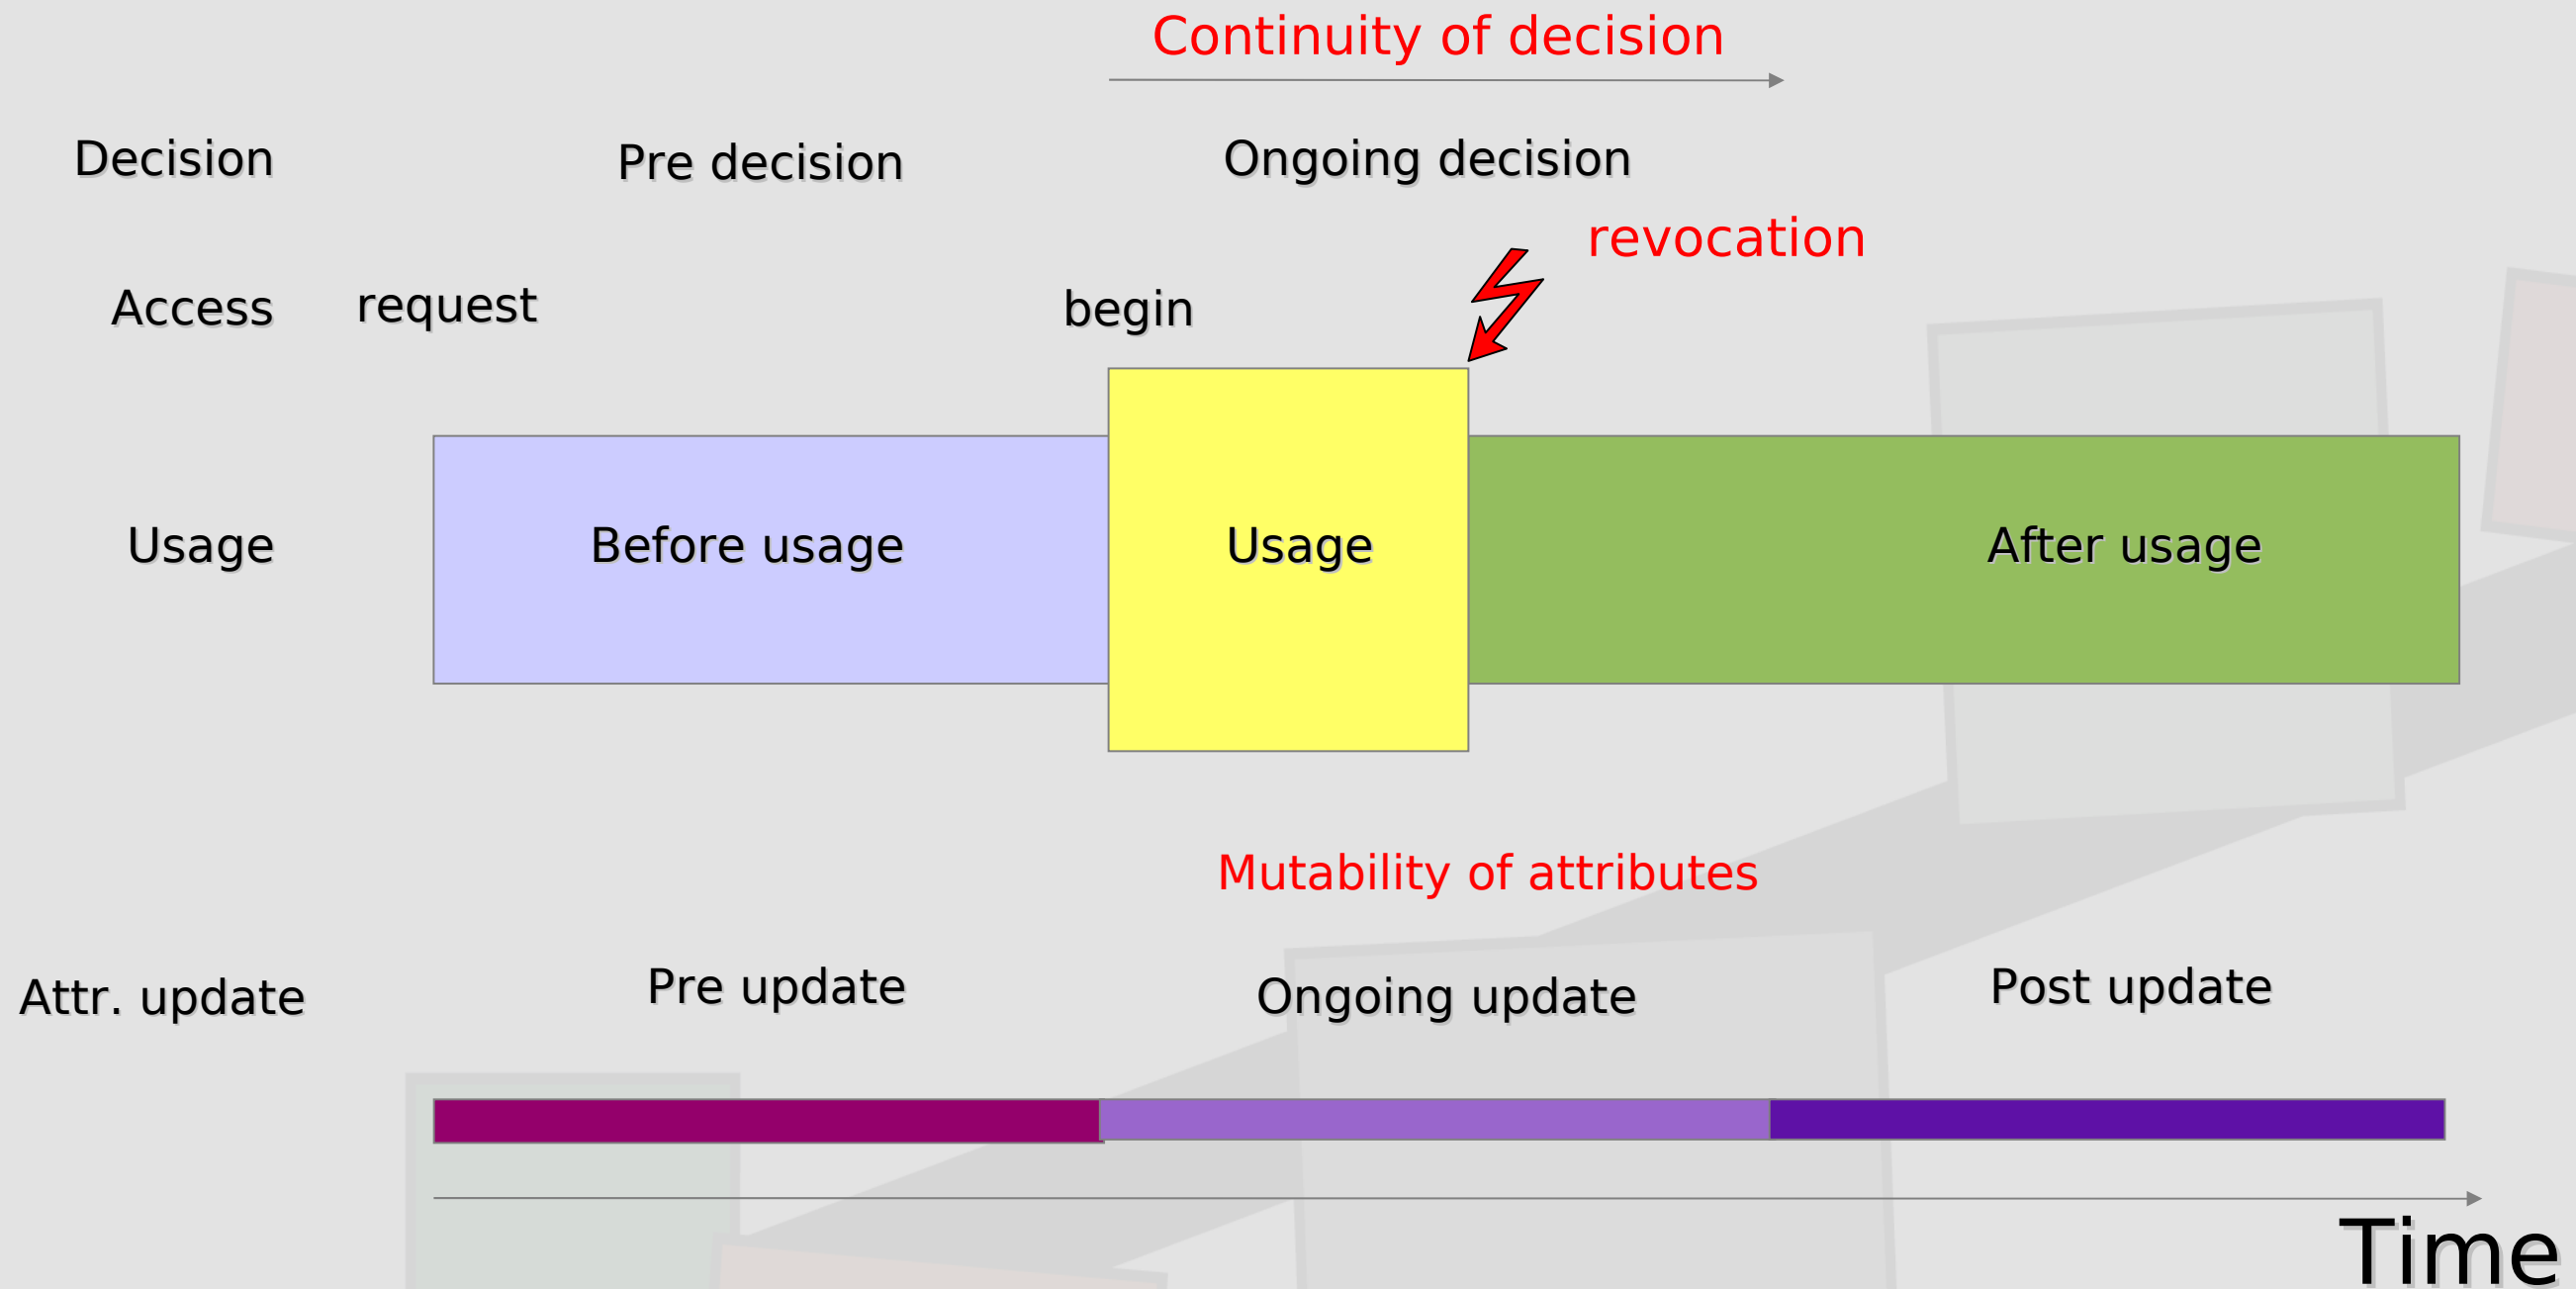 Continuity of decision
Decision Pre decision Ongoing decision
revocation
Access request begin
Usage Before usage Usage After usage
Mutability of attributes
Attr. update Pre update Ongoing update Post update
Time